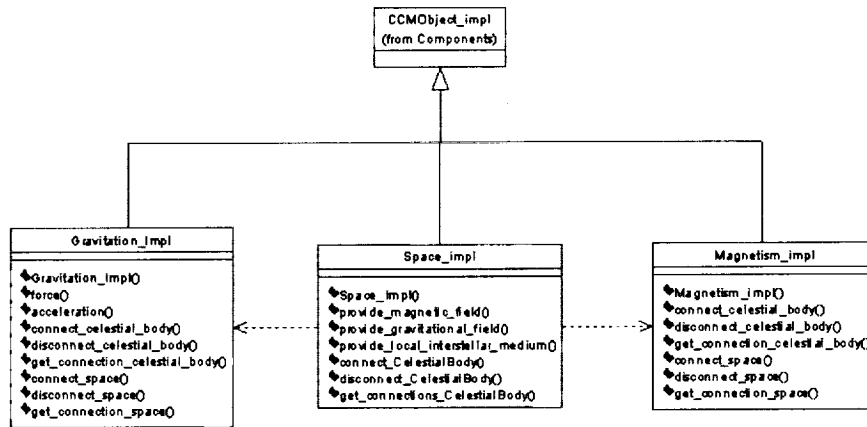 CCMObject_impl
(from Components)
Gravitation_Impl
Gravitation_Impl()
force()
acceleration()
connect_celestial_body()
disconnect_celestial_body()
get_connection_celestial_body()
connect_space()
disconnect_space()
get_connection_space()
Space_impl
Space_Impl()
provide_magnetic_field()
provide_gravitational_field()
provide_local_interstellar_medium()
connect_CelestialBody()
disconnect_CelestialBody()
get_connections_CelestialBody()
Magnetism_impl
Magnetism_impl()
connect_celestial_body()
disconnect_celestial_body()
get_connection_celestial_body()
connect_space()
disconnect_space()
get_connection_space()